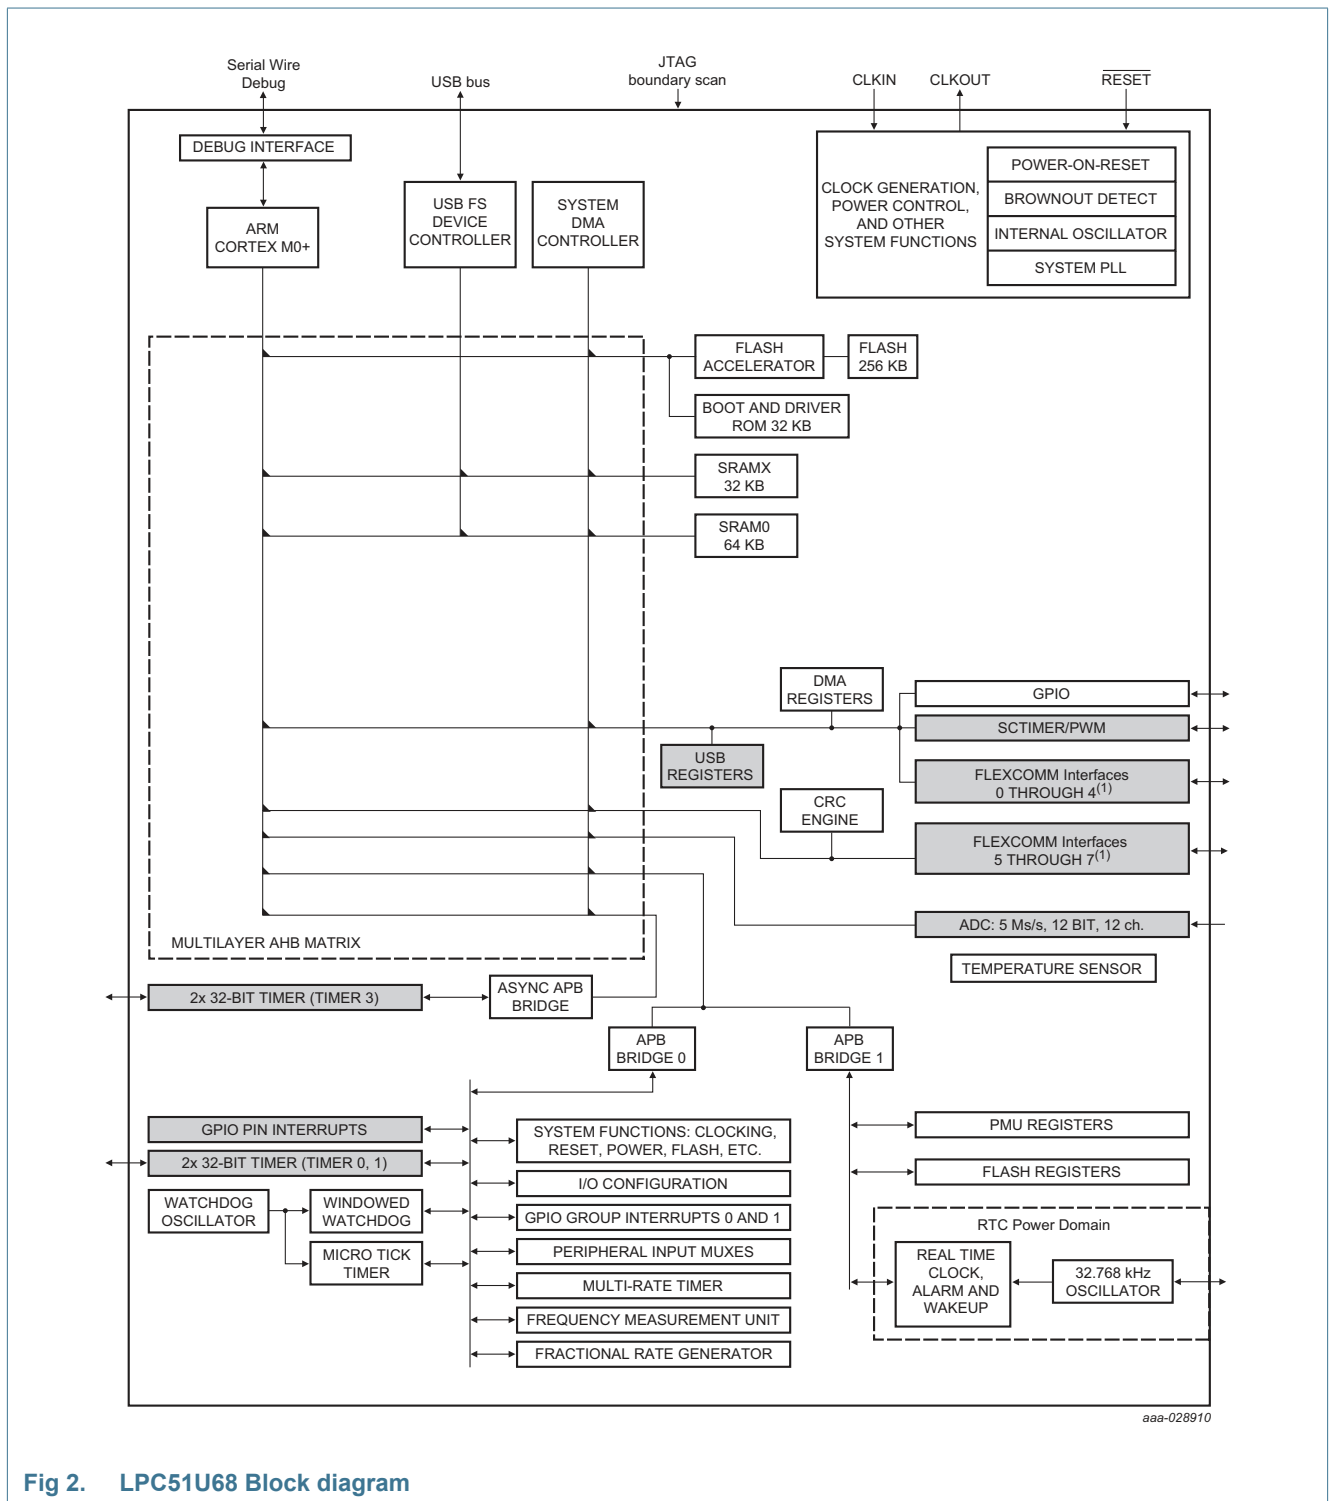 Serial Wire
Debug
USB bus
JTAG
boundary scan
CLKIN
CLKOUT
RESET
DEBUG INTERFACE
ARM
CORTEX M0+
USB FS
DEVICE
CONTROLLER
SYSTEM
DMA
CONTROLLER
CLOCK GENERATION,
POWER CONTROL,
AND OTHER
SYSTEM FUNCTIONS
POWER-ON-RESET
BROWNOUT DETECT
INTERNAL OSCILLATOR
SYSTEM PLL
FLASH
ACCELERATOR
FLASH
256 KB
BOOT AND DRIVER
ROM 32 KB
SRAMX
32 KB
SRAM0
64 KB
DMA
REGISTERS
GPIO
SCTIMER/PWM
USB
REGISTERS
FLEXCOMM Interfaces
0 THROUGH 4(1)
CRC
ENGINE
FLEXCOMM Interfaces
5 THROUGH 7(1)
ADC: 5 Ms/s, 12 BIT, 12 ch.
MULTILAYER AHB MATRIX
TEMPERATURE SENSOR
2x 32-BIT TIMER (TIMER 3)
ASYNC APB
BRIDGE
APB
BRIDGE 0
APB
BRIDGE 1
GPIO PIN INTERRUPTS
2x 32-BIT TIMER (TIMER 0, 1)
WATCHDOG
OSCILLATOR
WINDOWED
WATCHDOG
MICRO TICK
TIMER
SYSTEM FUNCTIONS: CLOCKING,
RESET, POWER, FLASH, ETC.
I/O CONFIGURATION
GPIO GROUP INTERRUPTS 0 AND 1
PERIPHERAL INPUT MUXES
MULTI-RATE TIMER
FREQUENCY MEASUREMENT UNIT
FRACTIONAL RATE GENERATOR
PMU REGISTERS
FLASH REGISTERS
RTC Power Domain
REAL TIME
CLOCK,
ALARM AND
WAKEUP
32.768 kHz
OSCILLATOR
aaa-028910
Fig 2. LPC51U68 Block diagram